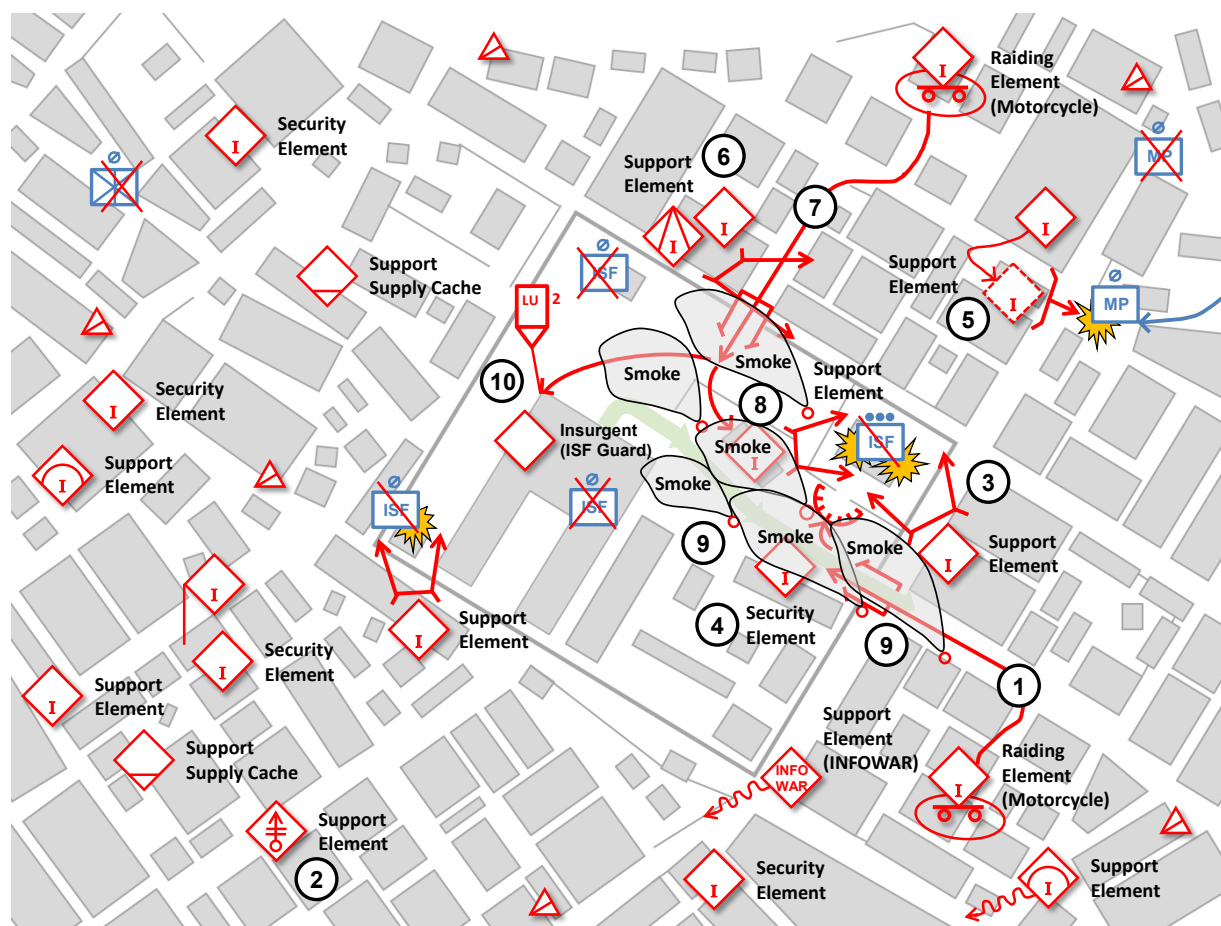 Raiding
Element
(Motorcycle)
I
Security
Element
I
MP
6
Support
Element
I
I
7
I
Support
Element
I
5
MP
ISF
Support
Supply Cache
LU
2
10
Smoke
Smoke
Support
Element
8
Smoke
I
ISF
Insurgent
(ISF Guard)
Security
Element
I
Support
Element
I
ISF
ISF
Smoke
9
Smoke
Smoke
3
Support
Element
I
I
4
Security
Element
9
I
Support
Element
I
Security
Element
I
Support
Element
I
1
Support
Supply Cache
Support
Element
(INFOWAR)
INFO
WAR
Raiding
Element
(Motorcycle)
I
Support
Element
2
Security
Element
I
Support
Element
I